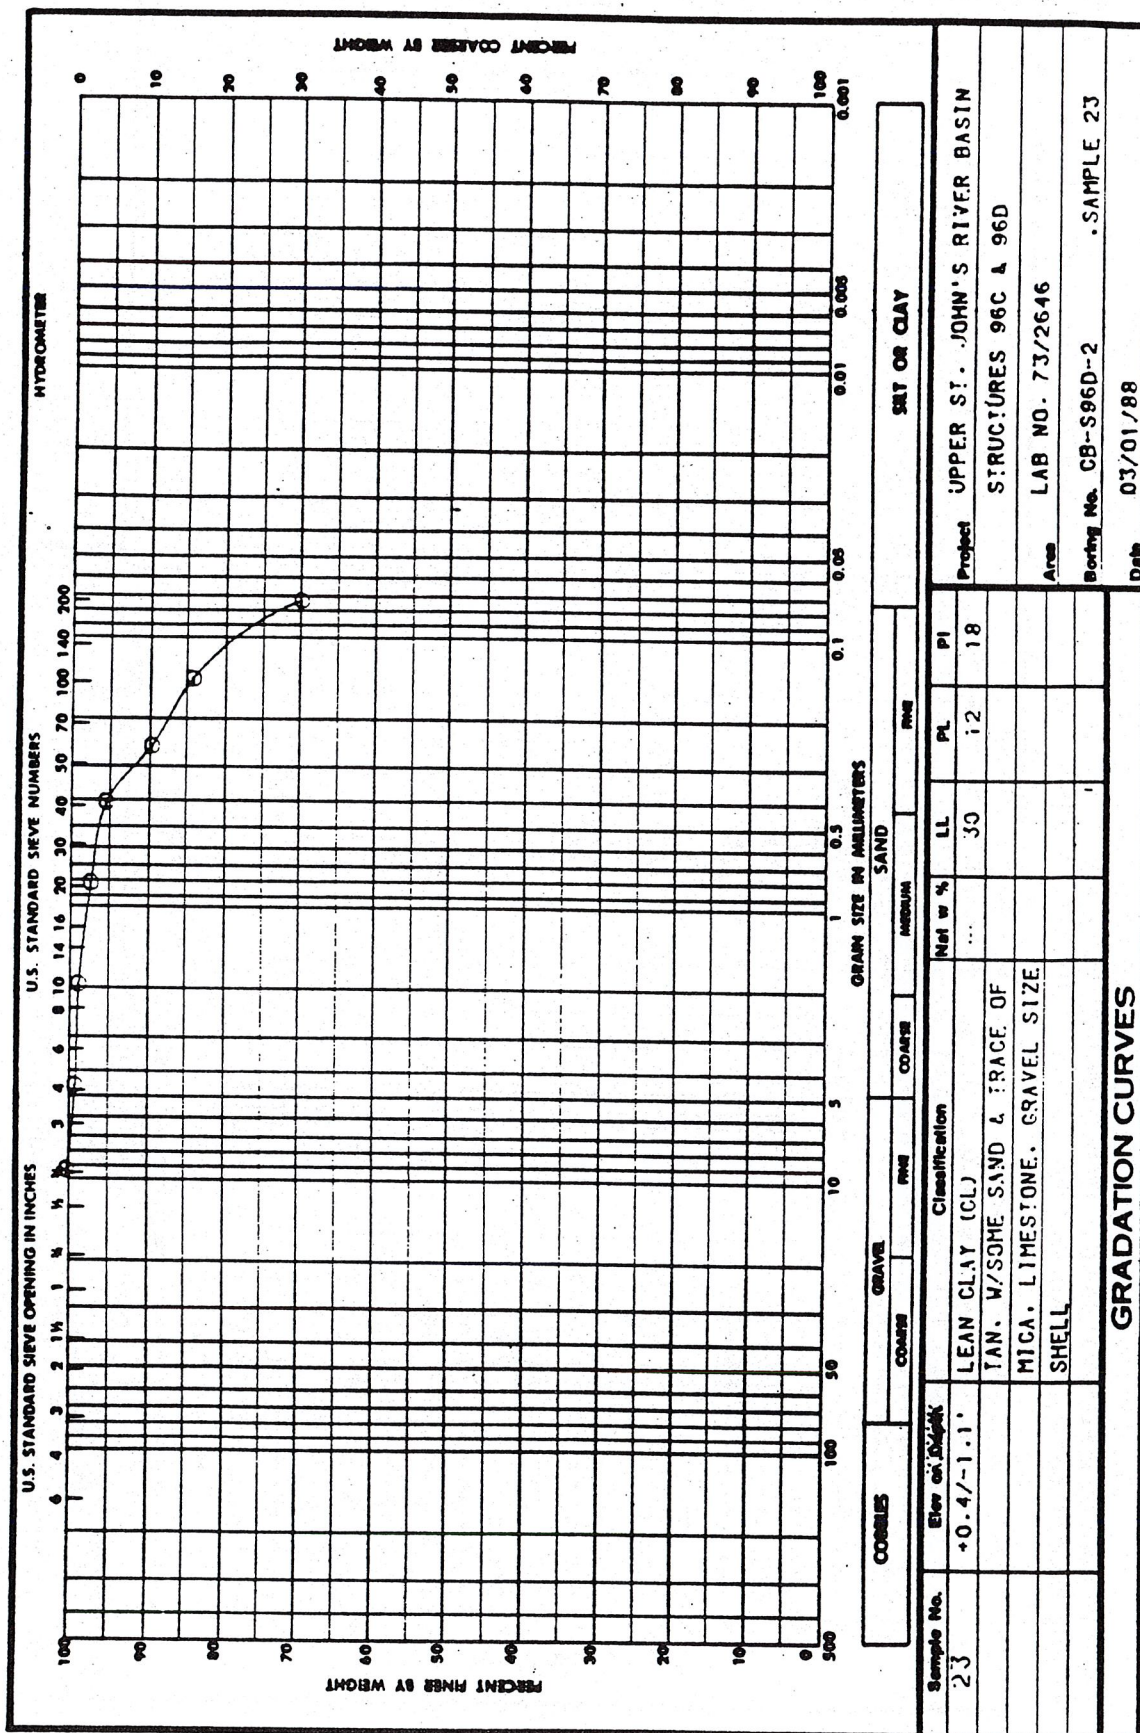 U.S. STANDARD SIEVE OPENING IN INCHES
U.S. STANDARD SIEVE NUMBERS
HYDROMETER
6 4 3 2 1½ 1 ¾ ½ ⅜ 3 4 6 8 10 14 16 20 30 40 50 70 100 140 200
PERCENT FINER BY WEIGHT
100
90
80
70
60
50
40
30
20
10
0
PERCENT COARSER BY WEIGHT
0
10
20
30
40
50
60
70
80
90
100
500 100 50 10 5 1 0.5 0.1 0.05 0.01 0.005 0.001
GRAIN SIZE IN MILLIMETERS
COBBLES GRAVEL SAND SILT OR CLAY
COARSE FINE COARSE MEDIUM FINE
Sample No. Elev or Depth Classification Nat w % LL PL PI
23 +0.4/-1.1' LEAN CLAY (CL) ... 30 12 18
TAN, W/SOME SAND & TRACE OF
MICA, LIMESTONE, GRAVEL SIZE
SHELL
Project UPPER ST. JOHN'S RIVER BASIN
STRUCTURES 96C & 96D
Area LAB NO. 73/2646
Boring No. CB-S96D-2 .SAMPLE 23
Date 03/01/88
GRADATION CURVES